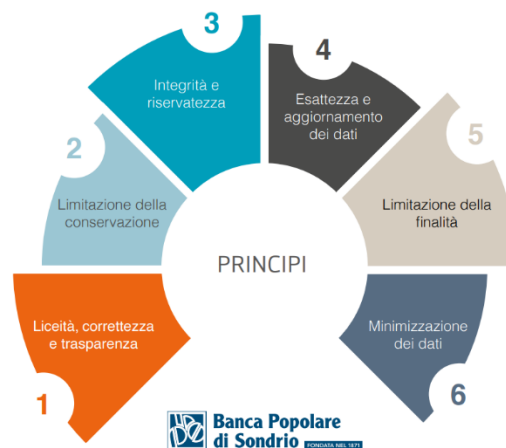 1
Liceità, correttezza
e trasparenza
2
Limitazione della
conservazione
3
Integrità e
riservatezza
4
Esattezza e
aggiornamento
dei dati
5
Limitazione della
finalità
6
Minimizzazione
dei dati
PRINCIPI
Banca Popolare
di Sondrio
FONDATA NEL 1871